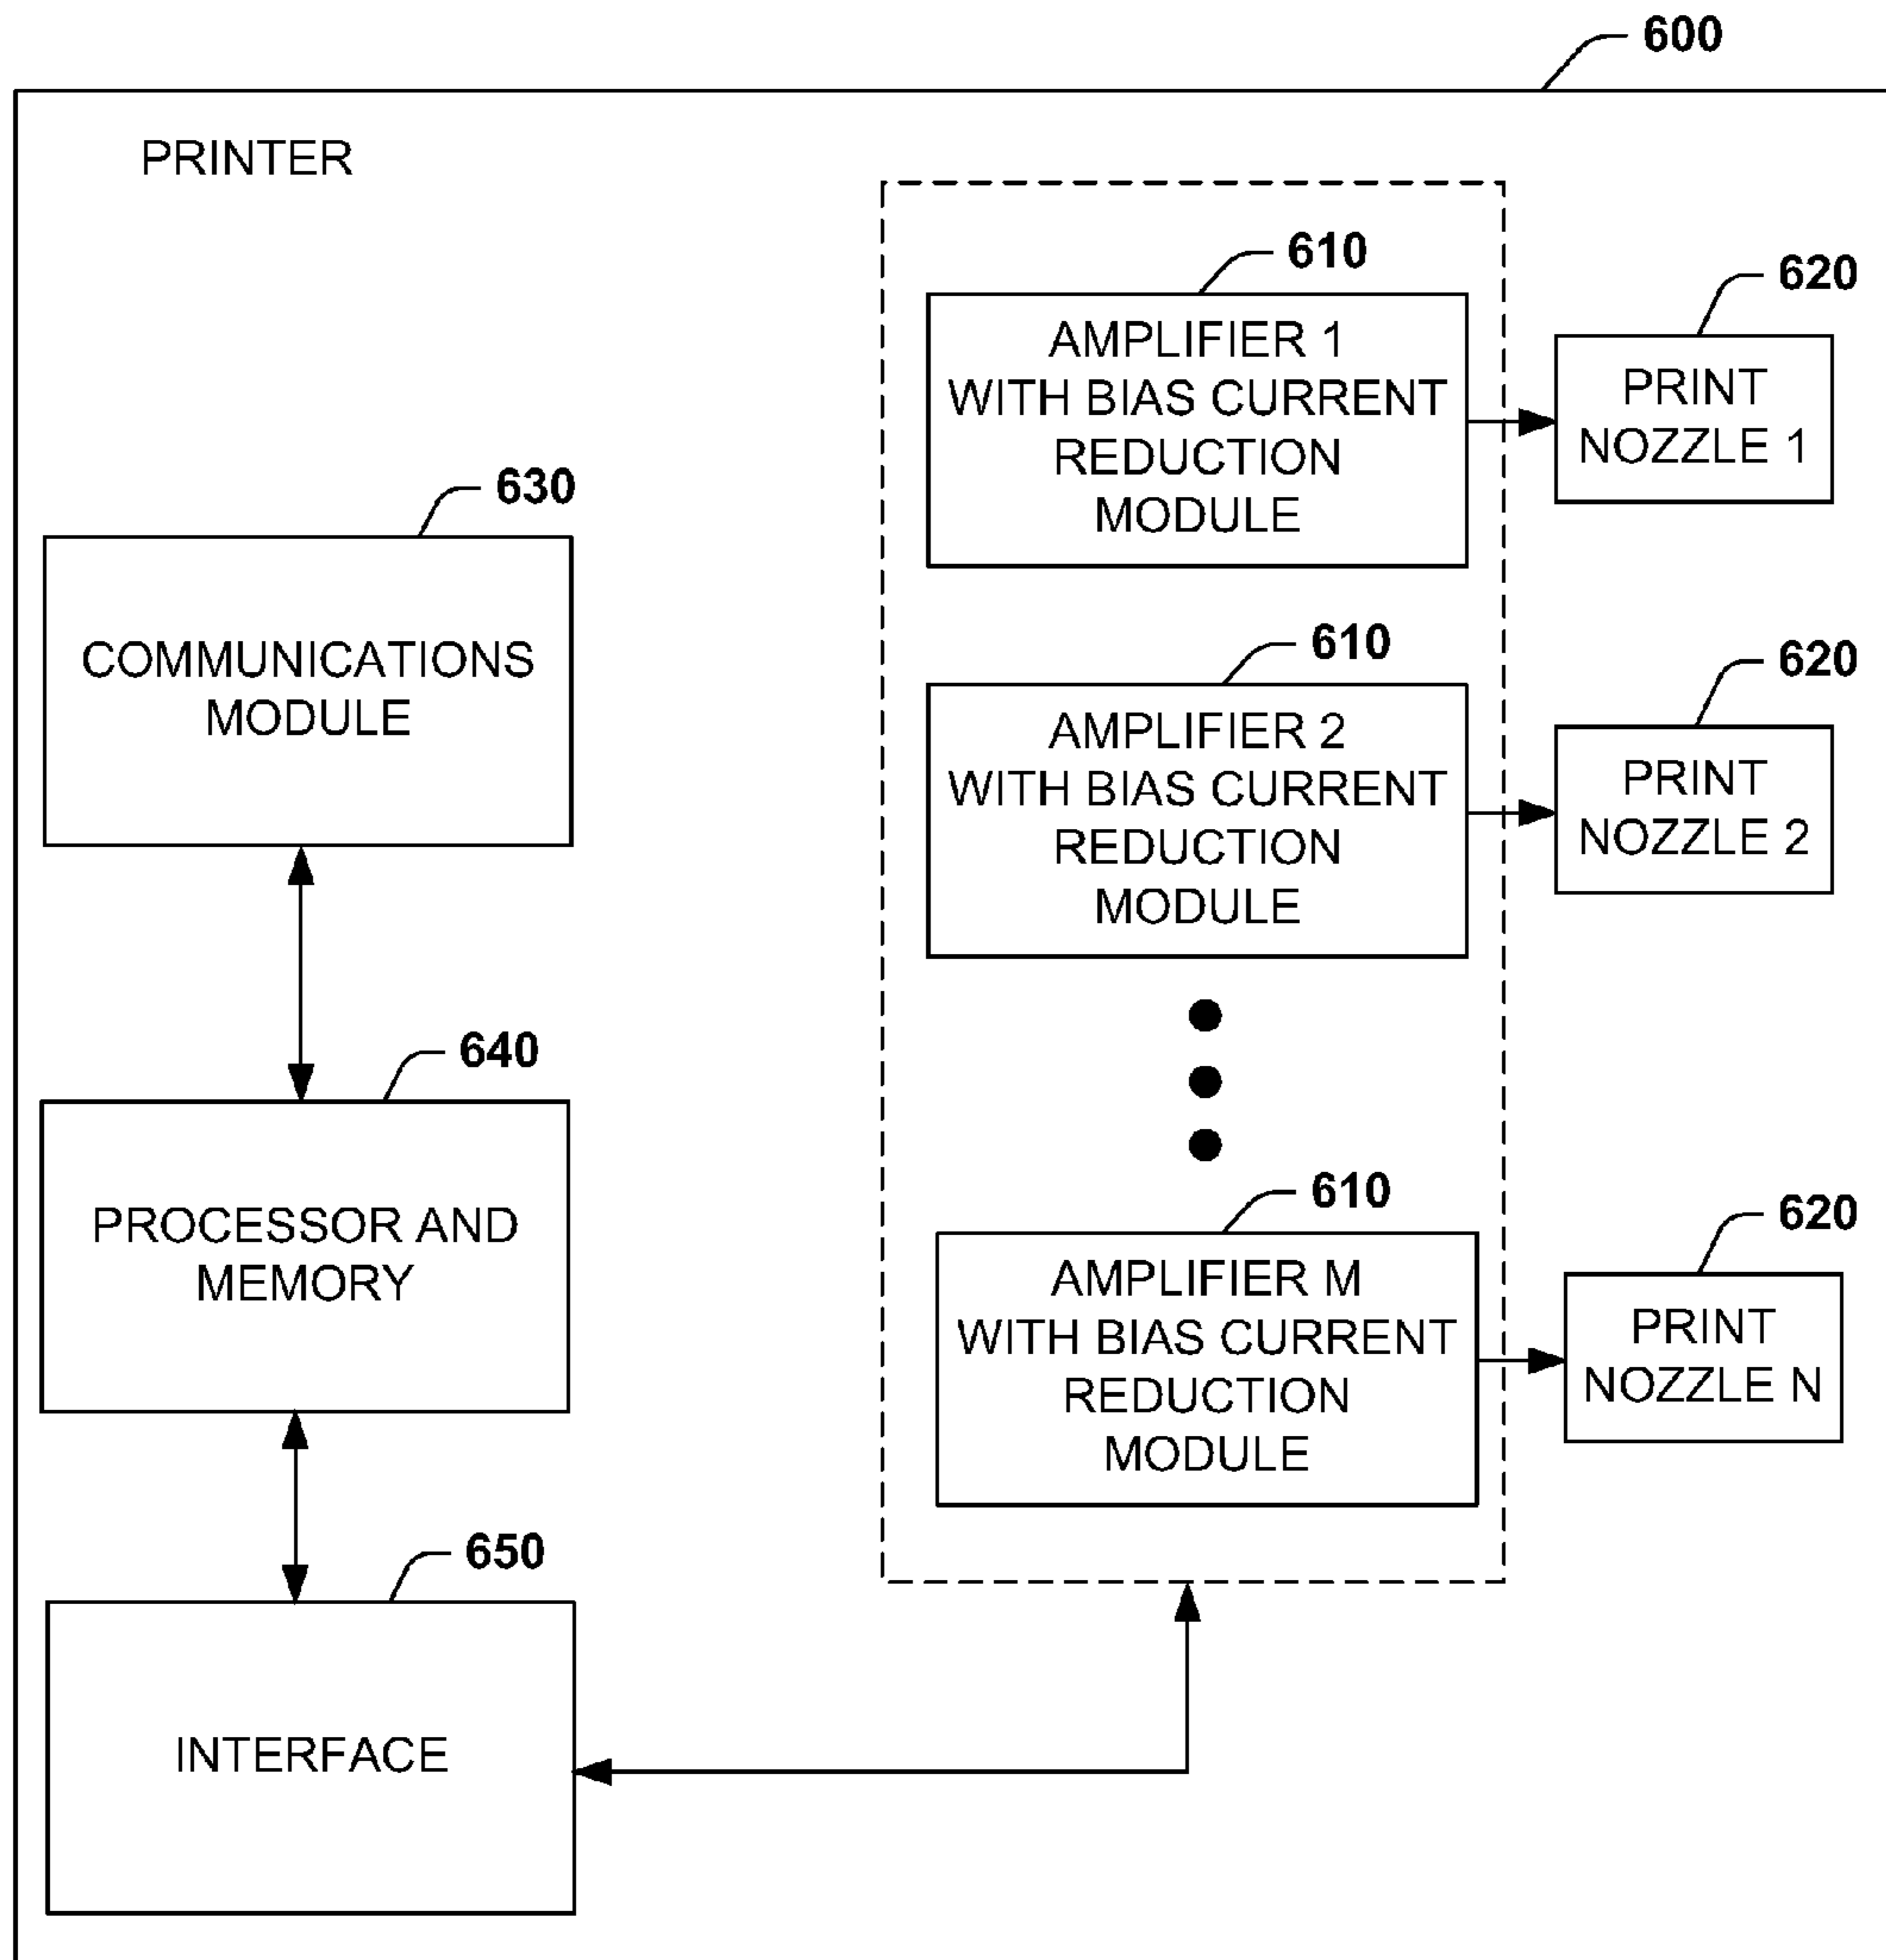 600
PRINTER
610
AMPLIFIER 1
WITH BIAS CURRENT
REDUCTION
MODULE
620
PRINT
NOZZLE 1
630
COMMUNICATIONS
MODULE
610
AMPLIFIER 2
WITH BIAS CURRENT
REDUCTION
MODULE
620
PRINT
NOZZLE 2
640
PROCESSOR AND
MEMORY
610
AMPLIFIER M
WITH BIAS CURRENT
REDUCTION
MODULE
620
PRINT
NOZZLE N
650
INTERFACE